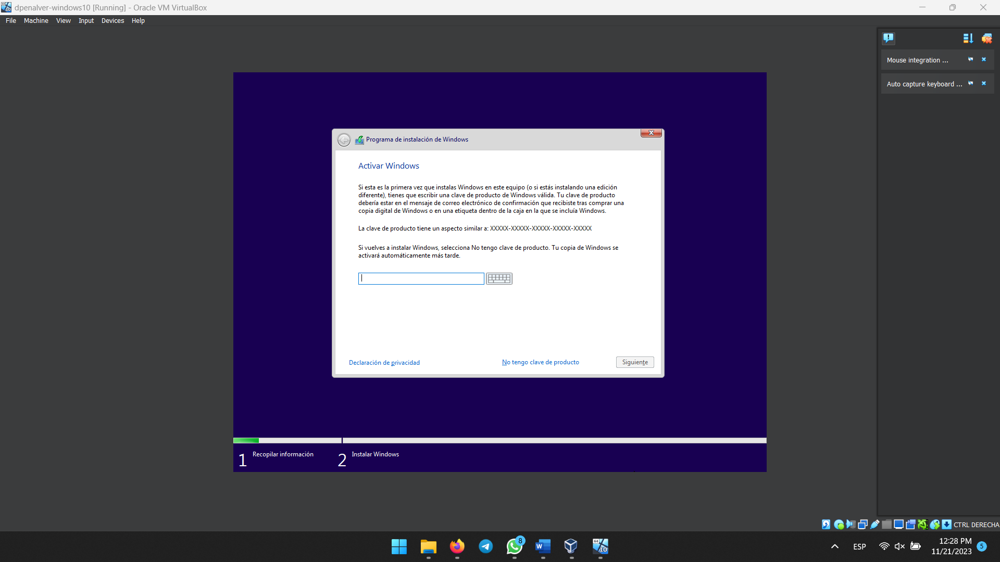 dpenalver-windows10 [Running] - Oracle VM VirtualBox
File Machine View Input Devices Help
Mouse integration ...
Auto capture keyboard ...
Programa de instalación de Windows
Activar Windows
Si esta es la primera vez que instalas Windows en este equipo (o si estás instalando una edición
diferente), tienes que escribir una clave de producto de Windows válida. Tu clave de producto
debería estar en el mensaje de correo electrónico de confirmación que recibiste tras comprar una
copia digital de Windows o en una etiqueta dentro de la caja en la que se incluía Windows.
La clave de producto tiene un aspecto similar a: XXXXX-XXXXX-XXXXX-XXXXX-XXXXX
Si vuelves a instalar Windows, selecciona No tengo clave de producto. Tu copia de Windows se
activará automáticamente más tarde.
Declaración de privacidad
No tengo clave de producto
Siguiente
1 Recopilar información
2 Instalar Windows
CTRL DERECHA
8
W
64
10
ESP
12:28 PM
11/21/2023
5